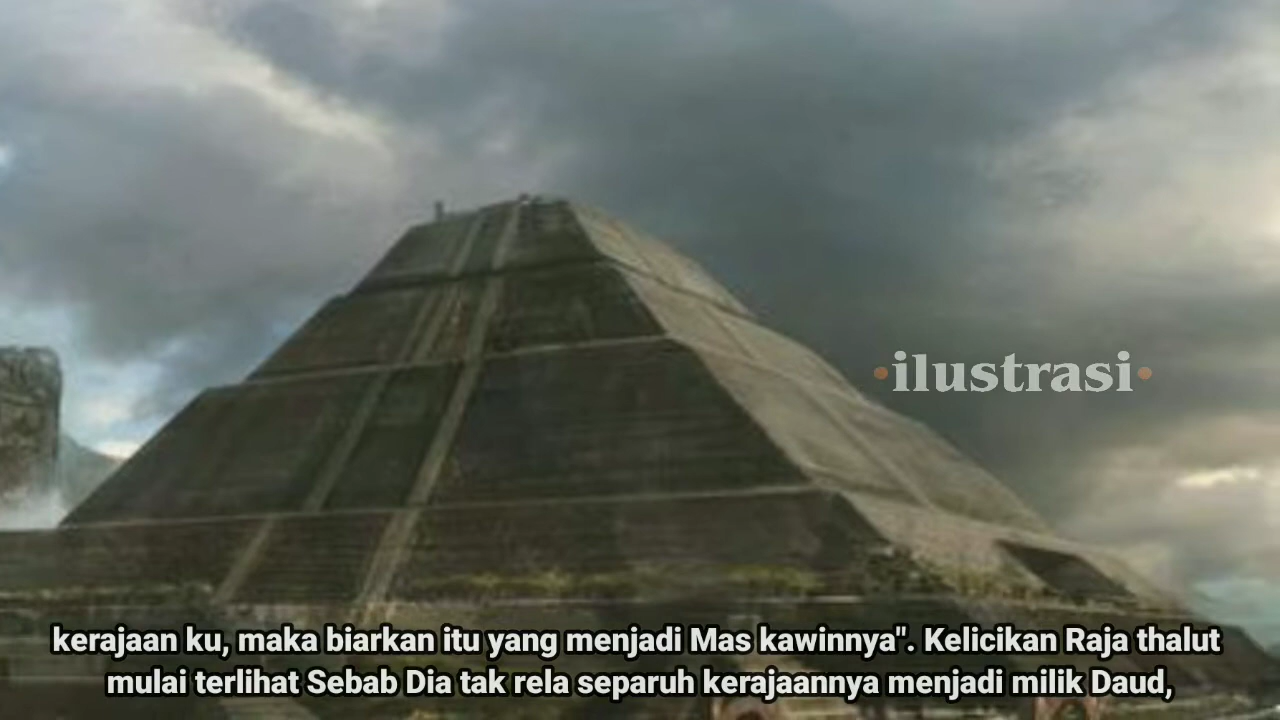 •ilustrasi•
kerajaan ku, maka biarkan itu yang menjadi Mas kawinnya". Kelicikan Raja thalut
mulai terlihat Sebab Dia tak rela separuh kerajaannya menjadi milik Daud,